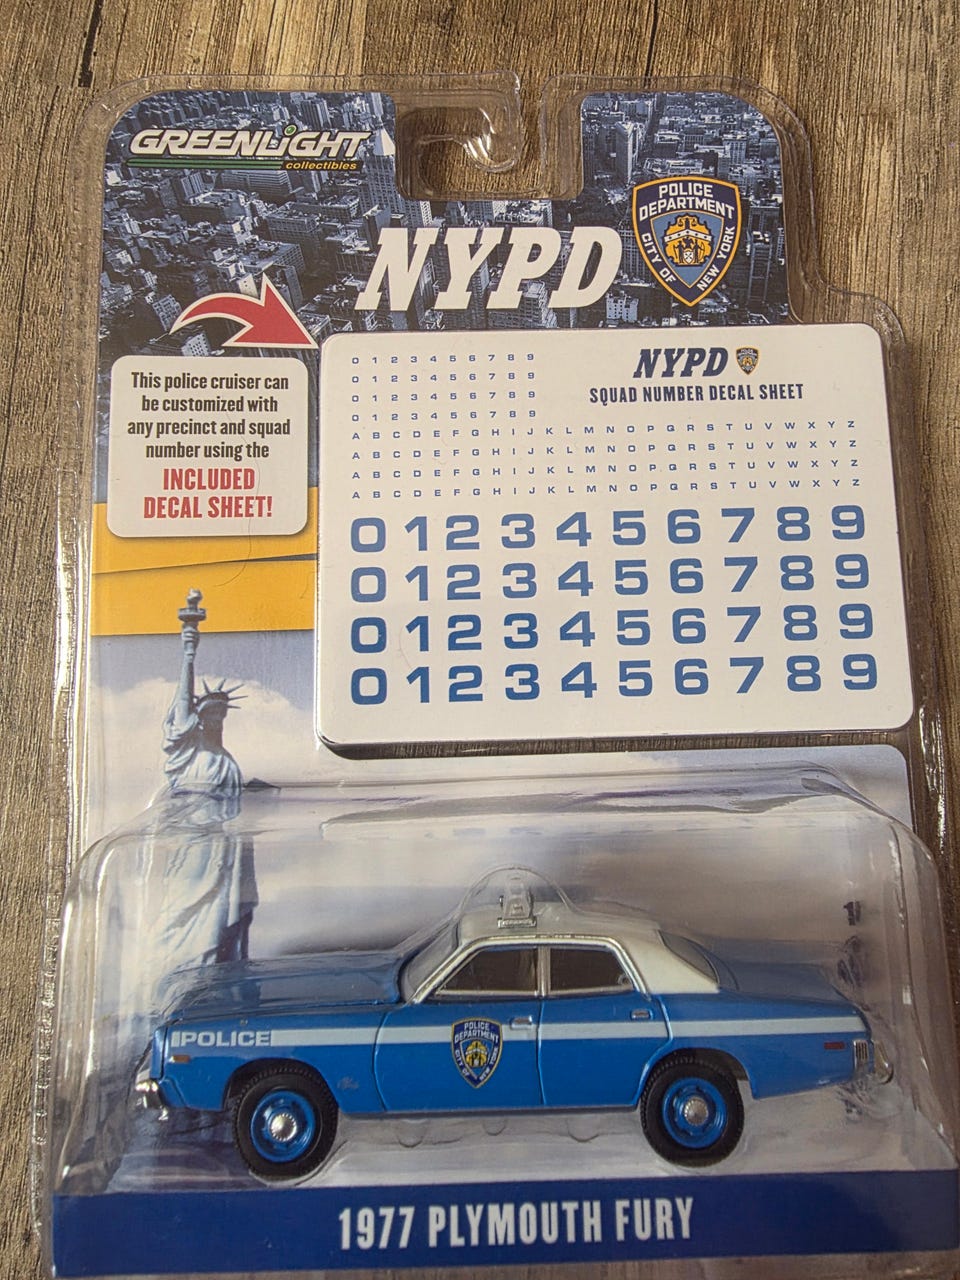 GREENLiGHT
collectibles
NYPD
POLICE
DEPARTMENT
CITY OF NEW YORK
This police cruiser can
be customized with
any precinct and squad
number using the
INCLUDED
DECAL SHEET!
NYPD
SQUAD NUMBER DECAL SHEET
0 1 2 3 4 5 6 7 8 9
0 1 2 3 4 5 6 7 8 9
0 1 2 3 4 5 6 7 8 9
0 1 2 3 4 5 6 7 8 9
A B C D E F G H I J K L M N O P Q R S T U V W X Y Z
A B C D E F G H I J K L M N O P Q R S T U V W X Y Z
A B C D E F G H I J K L M N O P Q R S T U V W X Y Z
A B C D E F G H I J K L M N O P Q R S T U V W X Y Z
0 1 2 3 4 5 6 7 8 9
0 1 2 3 4 5 6 7 8 9
0 1 2 3 4 5 6 7 8 9
0 1 2 3 4 5 6 7 8 9
POLICE
POLICE
DEPARTMENT
CITY OF NEW YORK
1977 PLYMOUTH FURY